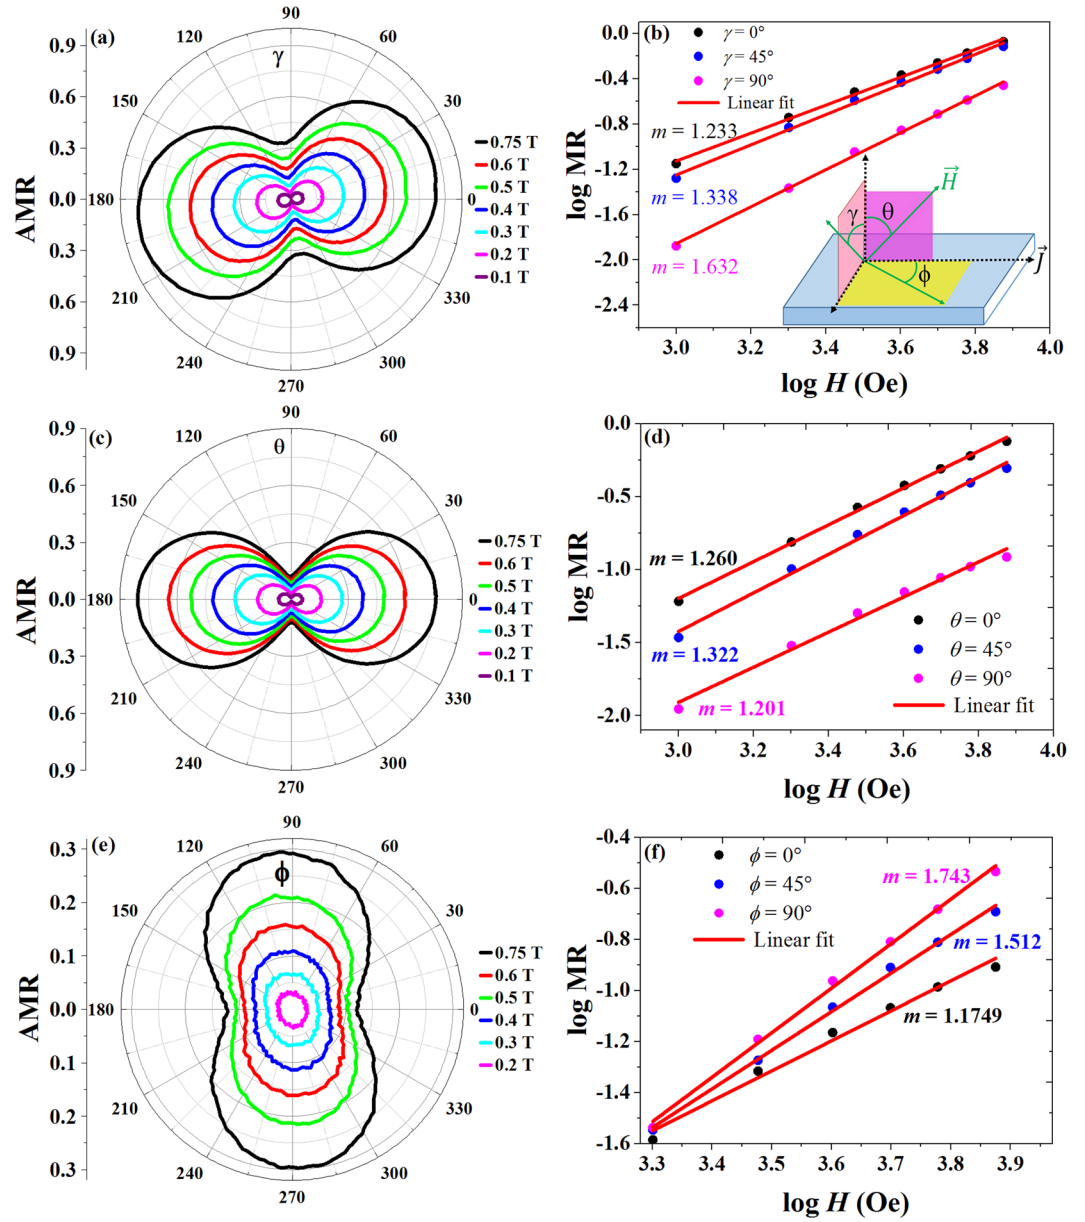 (a)
90
120
60
γ
150
30
180
0
210
330
240
300
270
0.9
0.6
0.3
0.0
0.3
0.6
0.9
AMR
0.75 T
0.6 T
0.5 T
0.4 T
0.3 T
0.2 T
0.1 T
(b)
γ = 0°
γ = 45°
γ = 90°
Linear fit
m = 1.233
m = 1.338
m = 1.632
γ
θ
H
J
ϕ
0.0
-0.4
-0.8
-1.2
-1.6
-2.0
-2.4
log MR
3.0 3.2 3.4 3.6 3.8 4.0
log H (Oe)
(c)
90
120
60
θ
150
30
180
0
210
330
240
300
270
0.9
0.6
0.3
0.0
0.3
0.6
0.9
AMR
0.75 T
0.6 T
0.5 T
0.4 T
0.3 T
0.2 T
0.1 T
(d)
m = 1.260
m = 1.322
m = 1.201
θ = 0°
θ = 45°
θ = 90°
Linear fit
0.0
-0.5
-1.0
-1.5
-2.0
log MR
3.0 3.2 3.4 3.6 3.8 4.0
log H (Oe)
(e)
90
120
60
ϕ
150
30
180
0
210
330
240
300
270
0.3
0.2
0.1
0.0
0.1
0.2
0.3
AMR
0.75 T
0.6 T
0.5 T
0.4 T
0.3 T
0.2 T
(f)
ϕ = 0°
ϕ = 45°
ϕ = 90°
Linear fit
m = 1.743
m = 1.512
m = 1.1749
-0.4
-0.6
-0.8
-1.0
-1.2
-1.4
-1.6
log MR
3.3 3.4 3.5 3.6 3.7 3.8 3.9
log H (Oe)